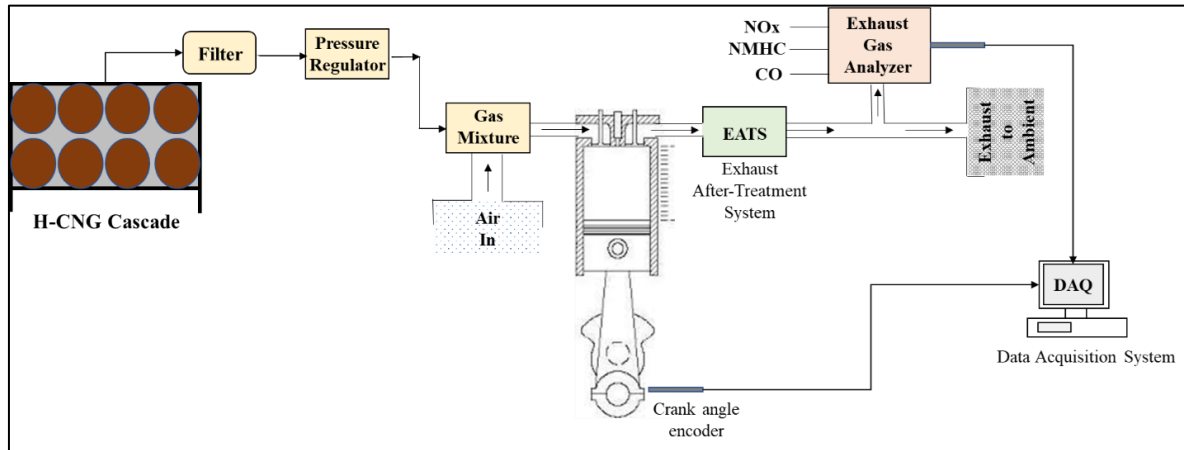 H-CNG Cascade
Filter
Pressure
Regulator
Gas
Mixture
Air
In
EATS
Exhaust
After-Treatment
System
NOx
NMHC
CO
Exhaust
Gas
Analyzer
Exhaust
to
Ambient
DAQ
Data Acquisition System
Crank angle
encoder